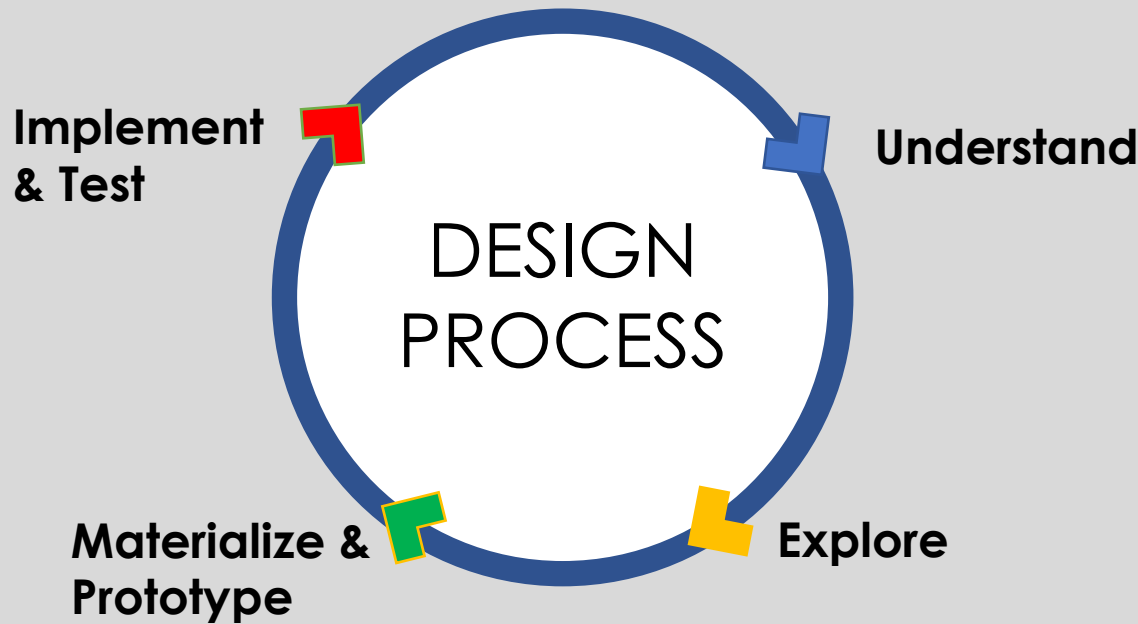 DESIGN
PROCESS
Understand
Explore
Materialize &
Prototype
Implement
& Test